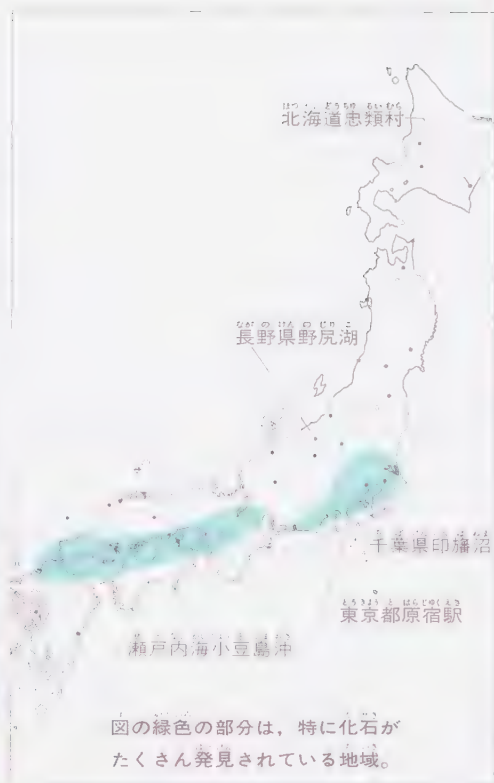 北海道忠類村
長野県野尻湖
千葉県印旛沼
東京都原宿駅
瀬戸内海小豆島沖
図の緑色の部分は，特に化石が
たくさん発見されている地域。